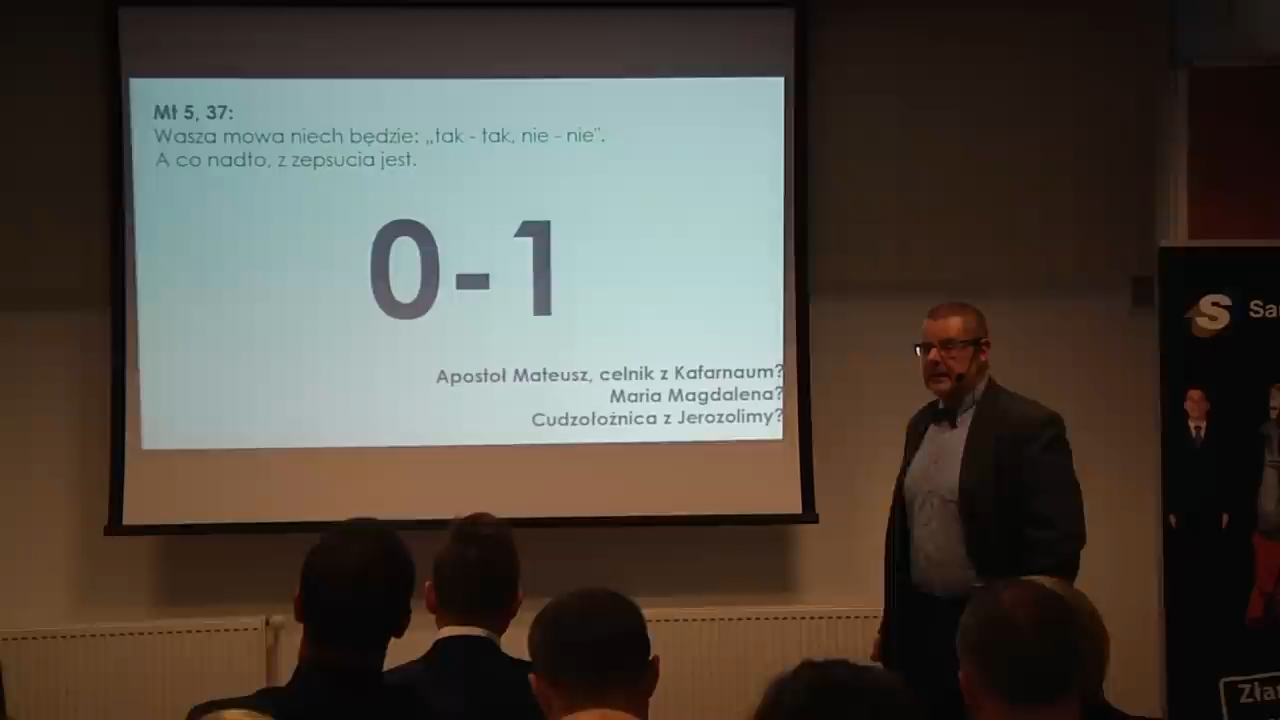 Mt 5, 37:
Wasza mowa niech będzie: „tak - tak, nie - nie".
A co nadto, z zepsucia jest.
0-1
Apostoł Mateusz, celnik z Kafarnaum?
Maria Magdalena?
Cudzołożnica z Jerozolimy?
S